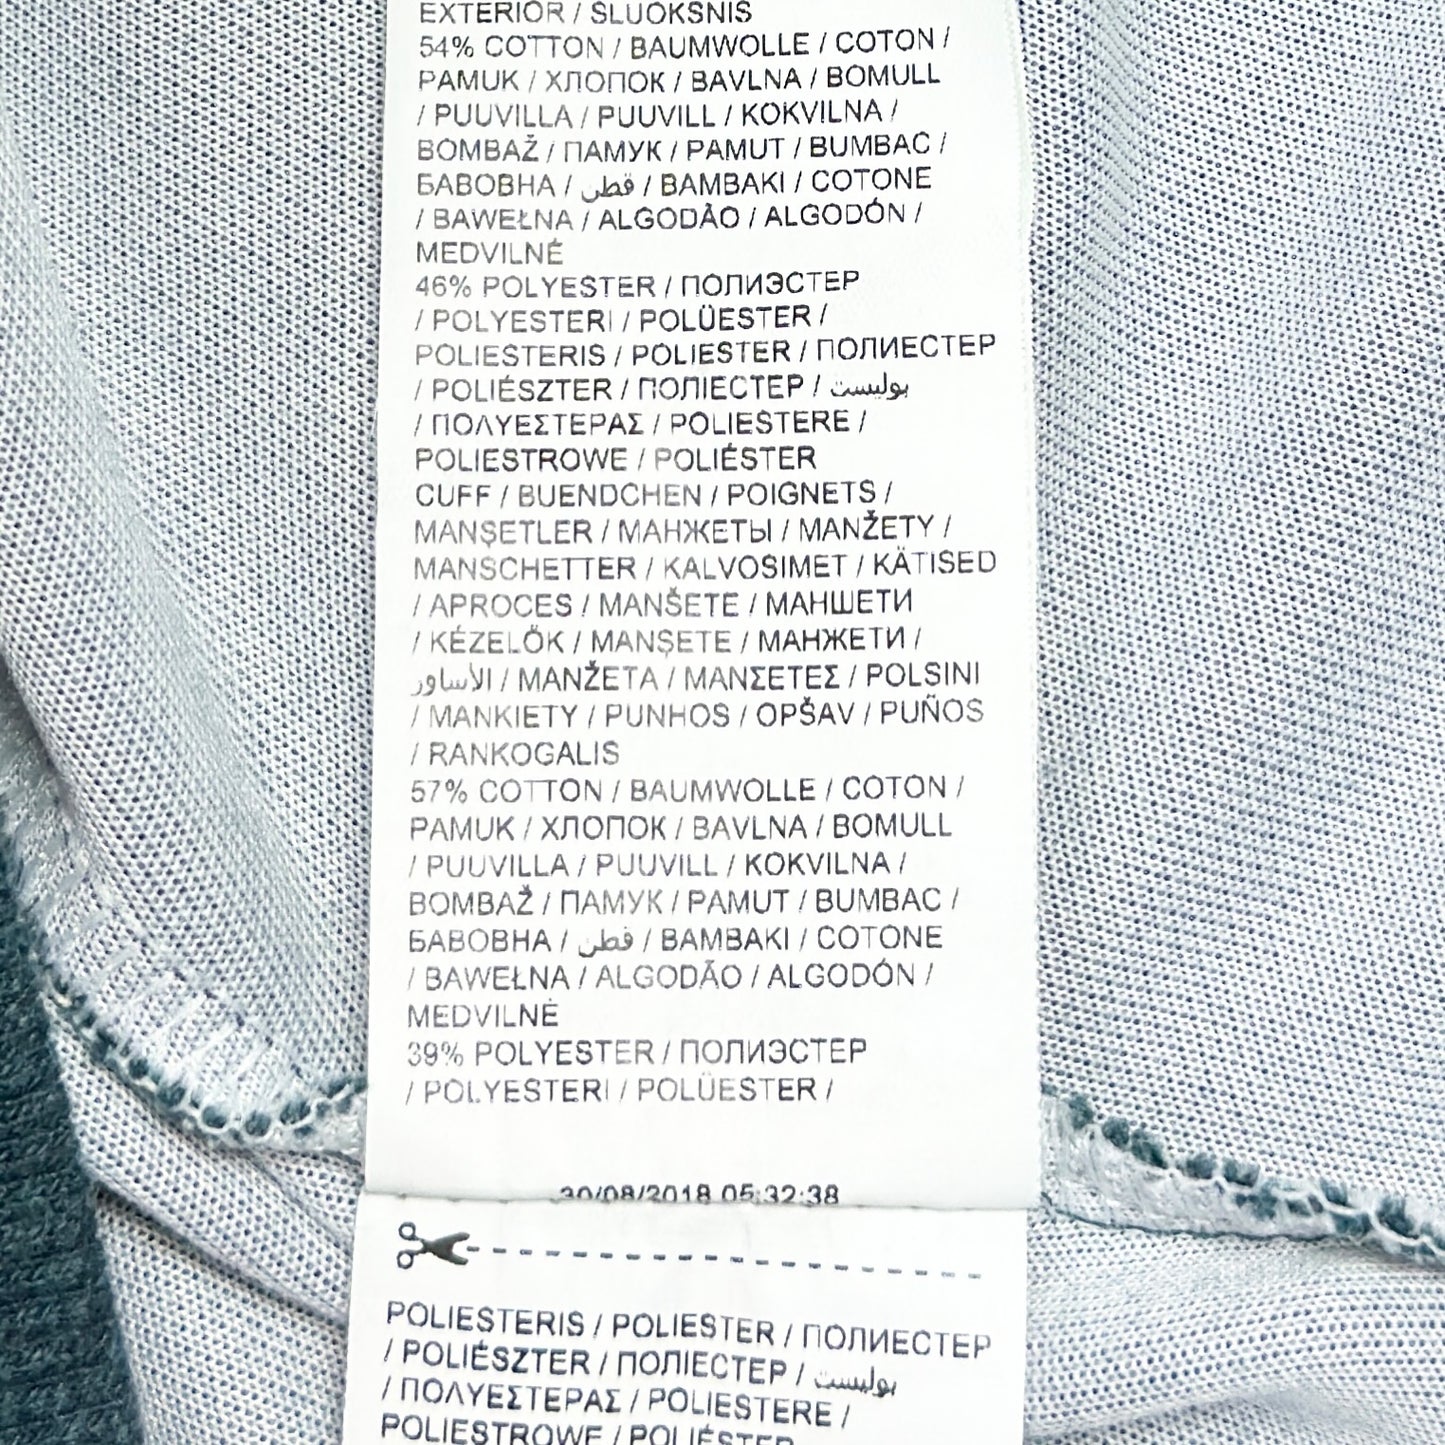 EXTERIOR / SLUOKSNIS
54% COTTON / BAUMWOLLE / COTON /
PAMUK / ХЛОПОК / BAVLNA / BOMULL
/ PUUVILLA / PUUVILL / KOKVILNA /
BOMBAŽ / ПАМУК / PAMUT / BUMBAC /
БАВОВНА / قطن / BAMBAKI / COTONE
/ BAWEŁNA / ALGODÃO / ALGODÓN /
MEDVILNĖ
46% POLYESTER / ПОЛИЭСТЕР
/ POLYESTERI / POLÜESTER /
POLIESTERIS / POLIESTER / ПОЛИЕСТЕР
/ POLIÉSZTER / ПОЛІЕСТЕР / بوليست
/ ΠΟΛΥΕΣΤΕΡΑΣ / POLIESTERE /
POLIESTROWE / POLIÉSTER
CUFF / BUENDCHEN / POIGNETS /
MANŞETLER / МАНЖЕТЫ / MANŽETY /
MANSCHETTER / KALVOSIMET / KÄTISED
/ APROCES / MANŠETE / МАНШЕТИ
/ KÉZELŐK / MANȘETE / МАНЖЕТИ /
الأساور / MANŽETA / ΜΑΝΣΕΤΕΣ / POLSINI
/ MANKIETY / PUNHOS / OPŠAV / PUÑOS
/ RANKOGALIS
57% COTTON / BAUMWOLLE / COTON /
PAMUK / ХЛОПОК / BAVLNA / BOMULL
/ PUUVILLA / PUUVILL / KOKVILNA /
BOMBAŽ / ПАМУК / PAMUT / BUMBAC /
БАВОВНА / قطن / BAMBAKI / COTONE
/ BAWEŁNA / ALGODÃO / ALGODÓN /
MEDVILNĖ
39% POLYESTER / ПОЛИЭСТЕР
/ POLYESTERI / POLÜESTER /
30/08/2018 05:32:38
POLIESTERIS / POLIESTER / ПОЛИЕСТЕР
/ POLIÉSZTER / ПОЛІЕСТЕР / بوليست
/ ΠΟΛΥΕΣΤΕΡΑΣ / POLIESTERE /
POLIESTROWE / POLIÉSTER